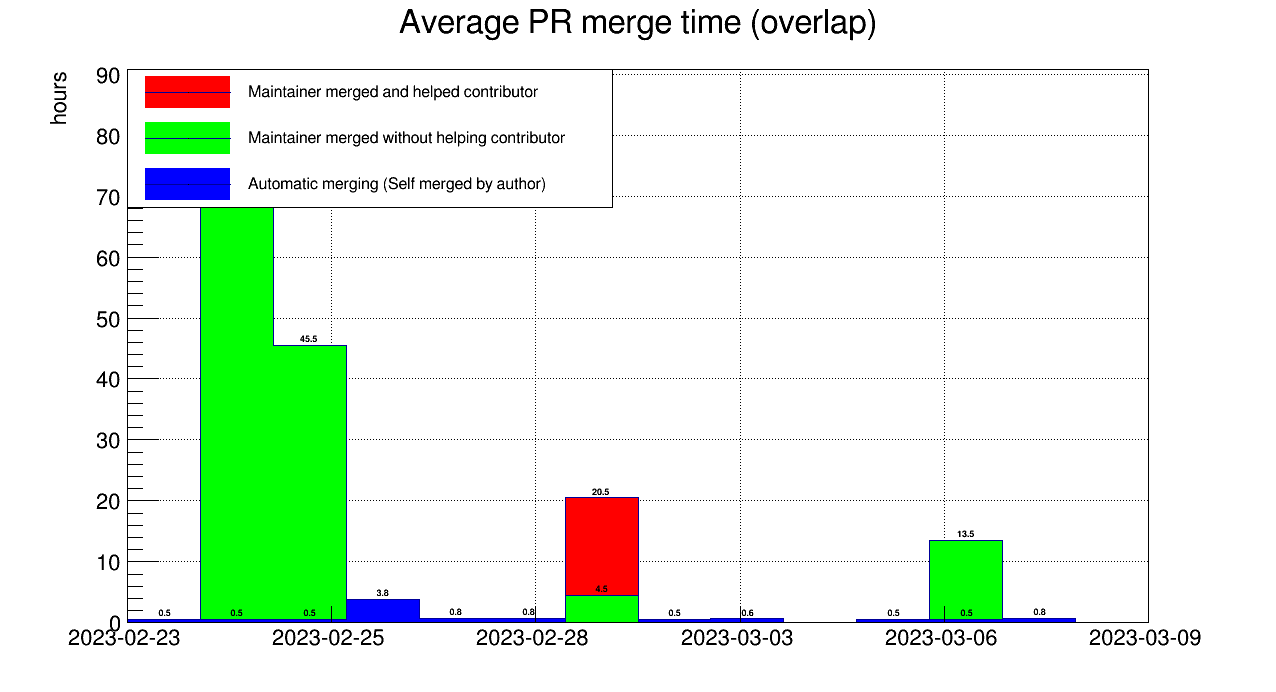 Average PR merge time (overlap)
hours
90
80
70
60
50
40
30
20
10
0
Maintainer merged and helped contributor
Maintainer merged without helping contributor
Automatic merging (Self merged by author)
45.5
20.5
13.5
3.8
4.5
0.5 0.5 0.5 0.8 0.8 0.5 0.6 0.5 0.5 0.8
2023-02-23 2023-02-25 2023-02-28 2023-03-03 2023-03-06 2023-03-09